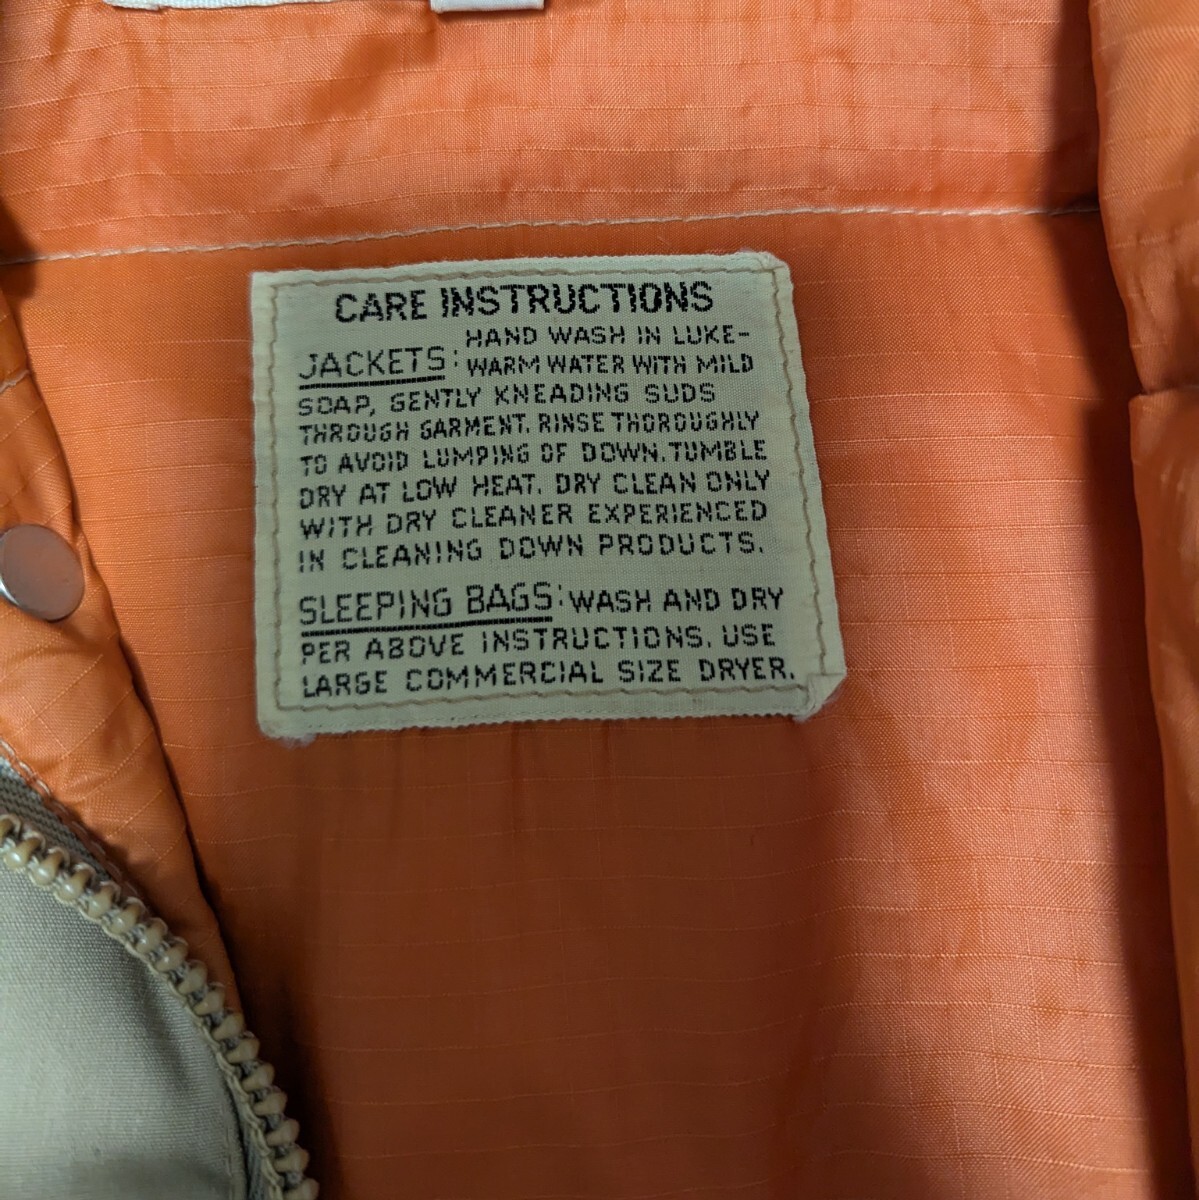 CARE INSTRUCTIONS
JACKETS: HAND WASH IN LUKE-
WARM WATER WITH MILD
SOAP, GENTLY KNEADING SUDS
THROUGH GARMENT. RINSE THOROUGHLY
TO AVOID LUMPING OF DOWN. TUMBLE
DRY AT LOW HEAT. DRY CLEAN ONLY
WITH DRY CLEANER EXPERIENCED
IN CLEANING DOWN PRODUCTS.
SLEEPING BAGS: WASH AND DRY
PER ABOVE INSTRUCTIONS. USE
LARGE COMMERCIAL SIZE DRYER.